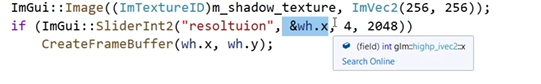 ImGui::Image((ImTextureID)m_shadow_texture, ImVec2(256, 256));
if (ImGui::SliderInt2("resoltuion", &wh.x, 4, 2048))
CreateFrameBuffer(wh.x, wh.y);
(field) int glm::highp_ivec2::x
Search Online